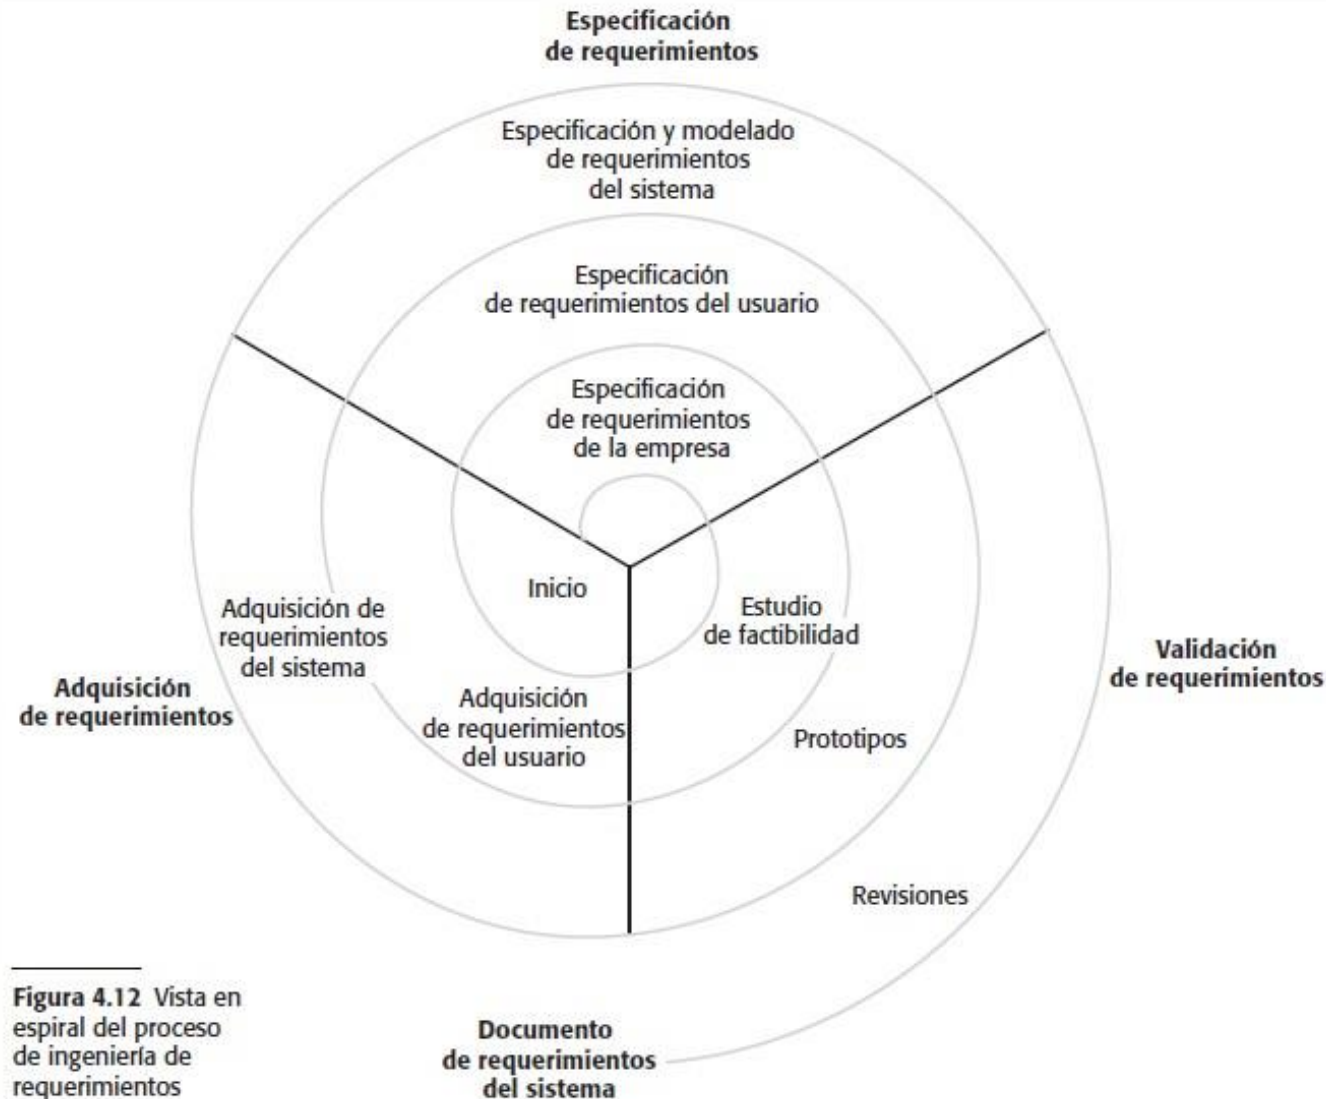 Especificación
de requerimientos
Especificación y modelado
de requerimientos
del sistema
Especificación
de requerimientos del usuario
Especificación
de requerimientos
de la empresa
Inicio
Estudio
de factibilidad
Adquisición de
requerimientos
del sistema
Adquisición
de requerimientos
Validación
de requerimientos
Adquisición
de requerimientos
del usuario
Prototipos
Revisiones
Figura 4.12 Vista en
espiral del proceso
de ingeniería de
requerimientos
Documento
de requerimientos
del sistema